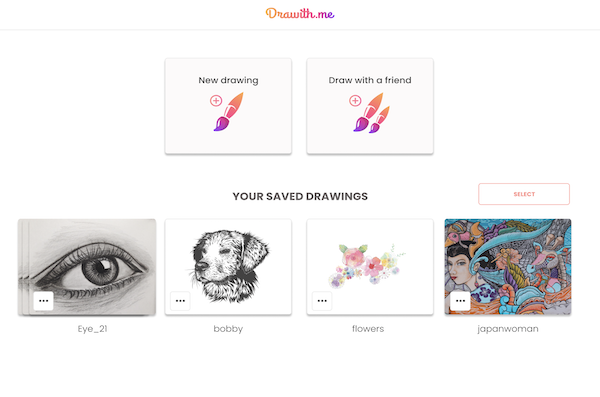 Drawith.me
New drawing
Draw with a friend
YOUR SAVED DRAWINGS
SELECT
Eye_21
bobby
flowers
japanwoman